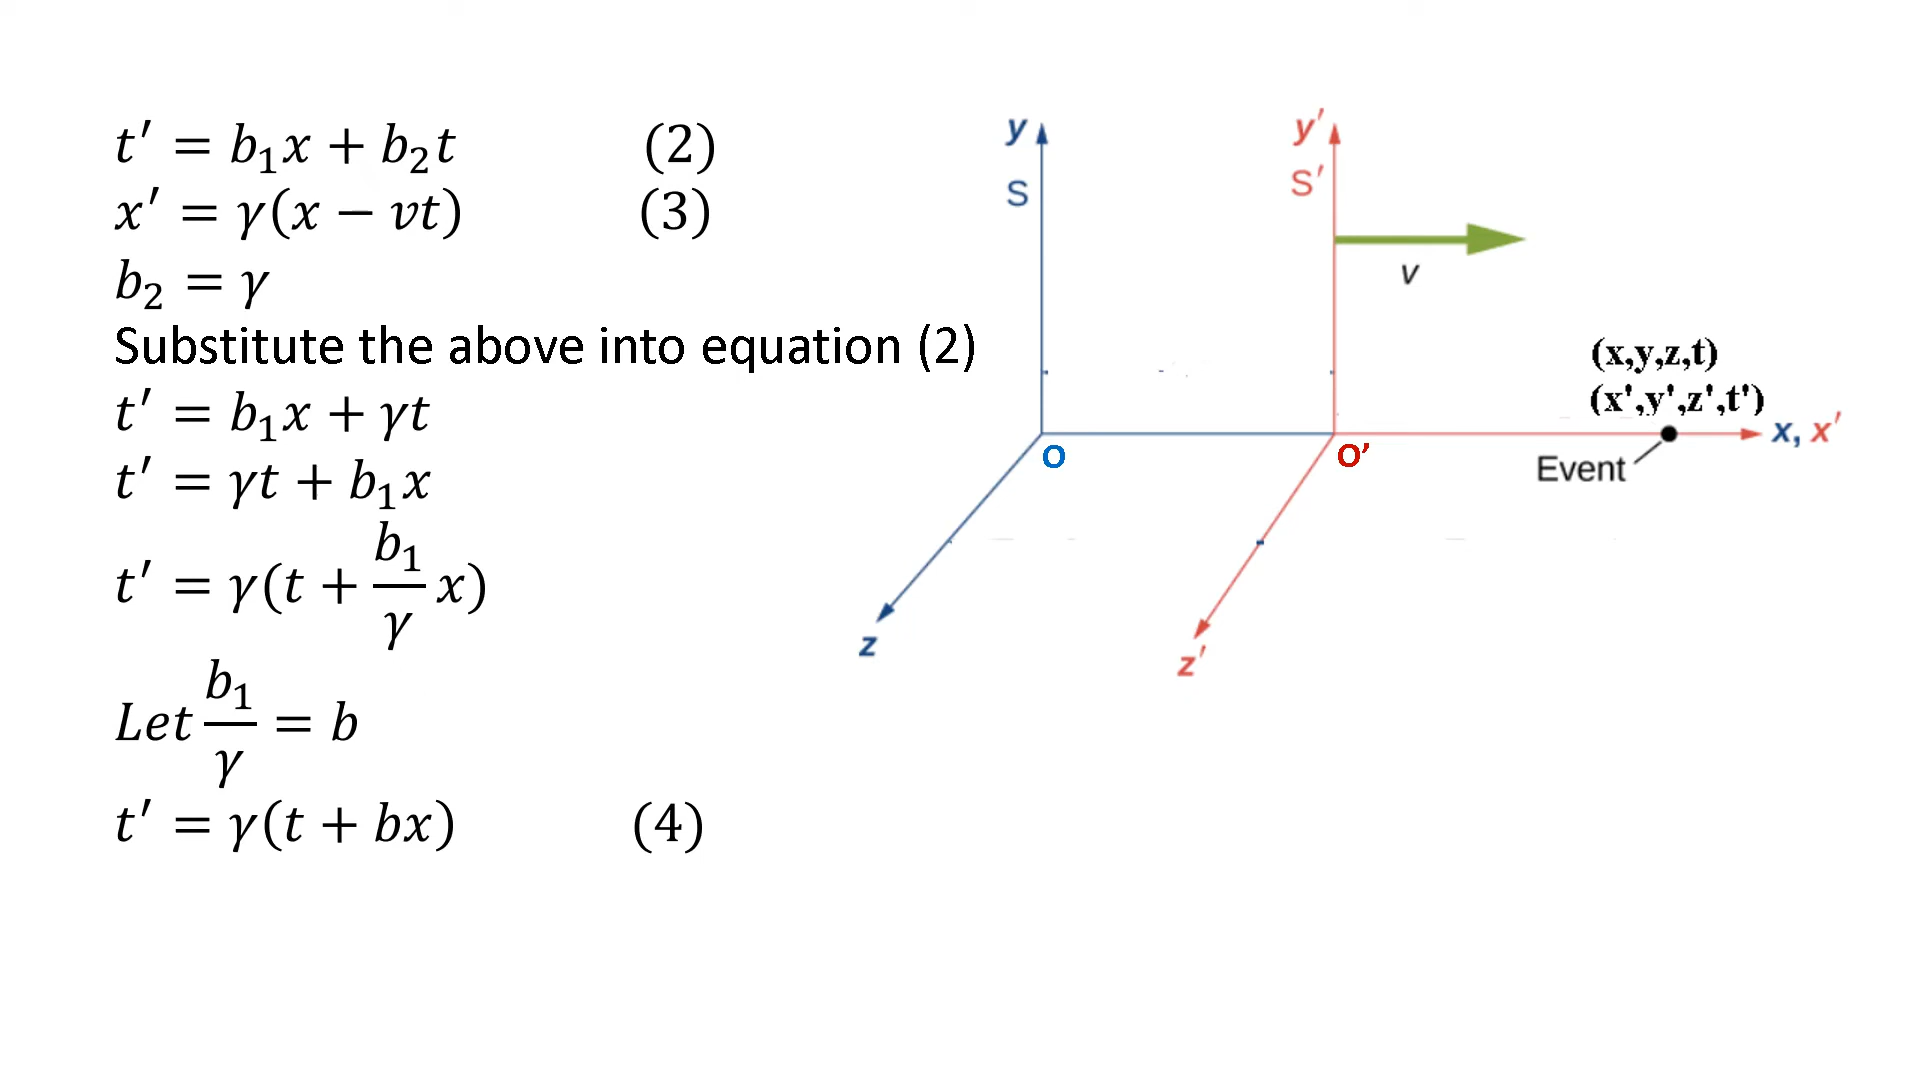 t′ = b₁x + b₂t (2)
x′ = γ(x − vt) (3)
b₂ = γ
Substitute the above into equation (2)
t′ = b₁x + γt
t′ = γt + b₁x
t′ = γ(t + b₁/γ x)
Let b₁/γ = b
t′ = γ(t + bx) (4)
y
S
y′
S′
v
(x,y,z,t)
(x',y',z',t')
x, x′
O
O’
Event
z
z′